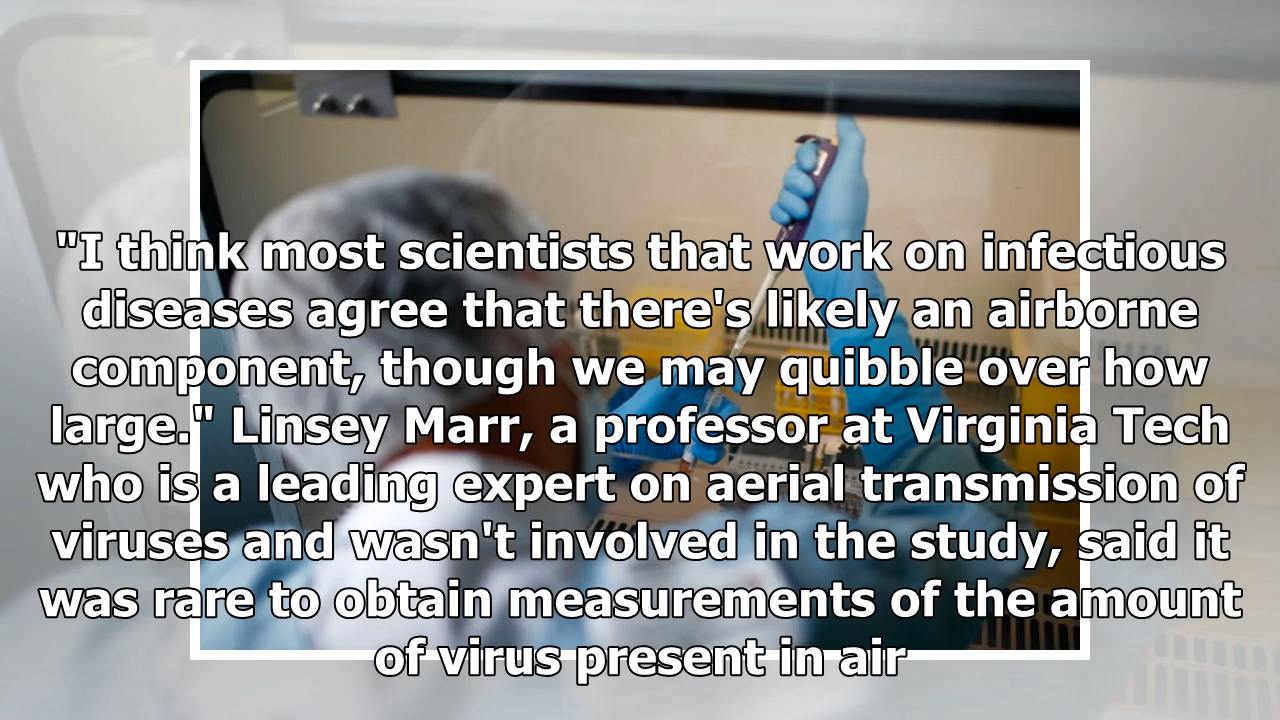 "I think most scientists that work on infectious
diseases agree that there's likely an airborne
component, though we may quibble over how
large." Linsey Marr, a professor at Virginia Tech
who is a leading expert on aerial transmission of
viruses and wasn't involved in the study, said it
was rare to obtain measurements of the amount
of virus present in air